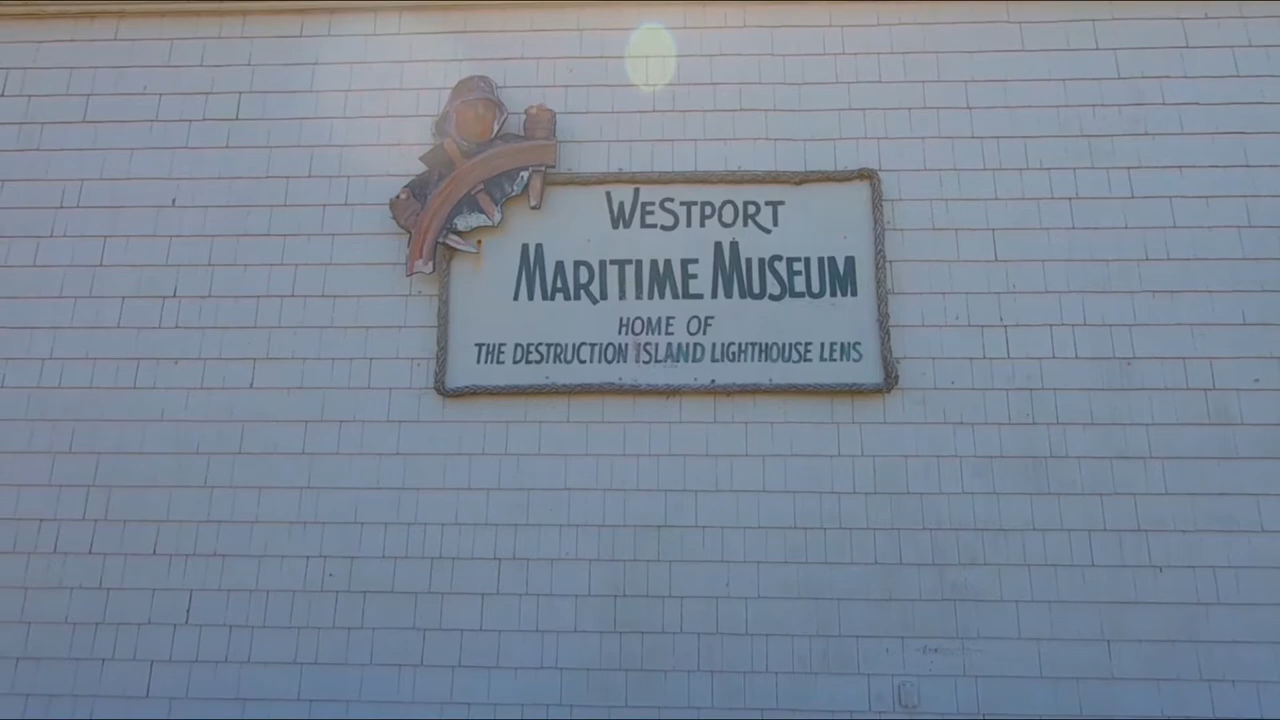 WESTPORT
MARITIME MUSEUM
HOME OF
THE DESTRUCTION ISLAND LIGHTHOUSE LENS